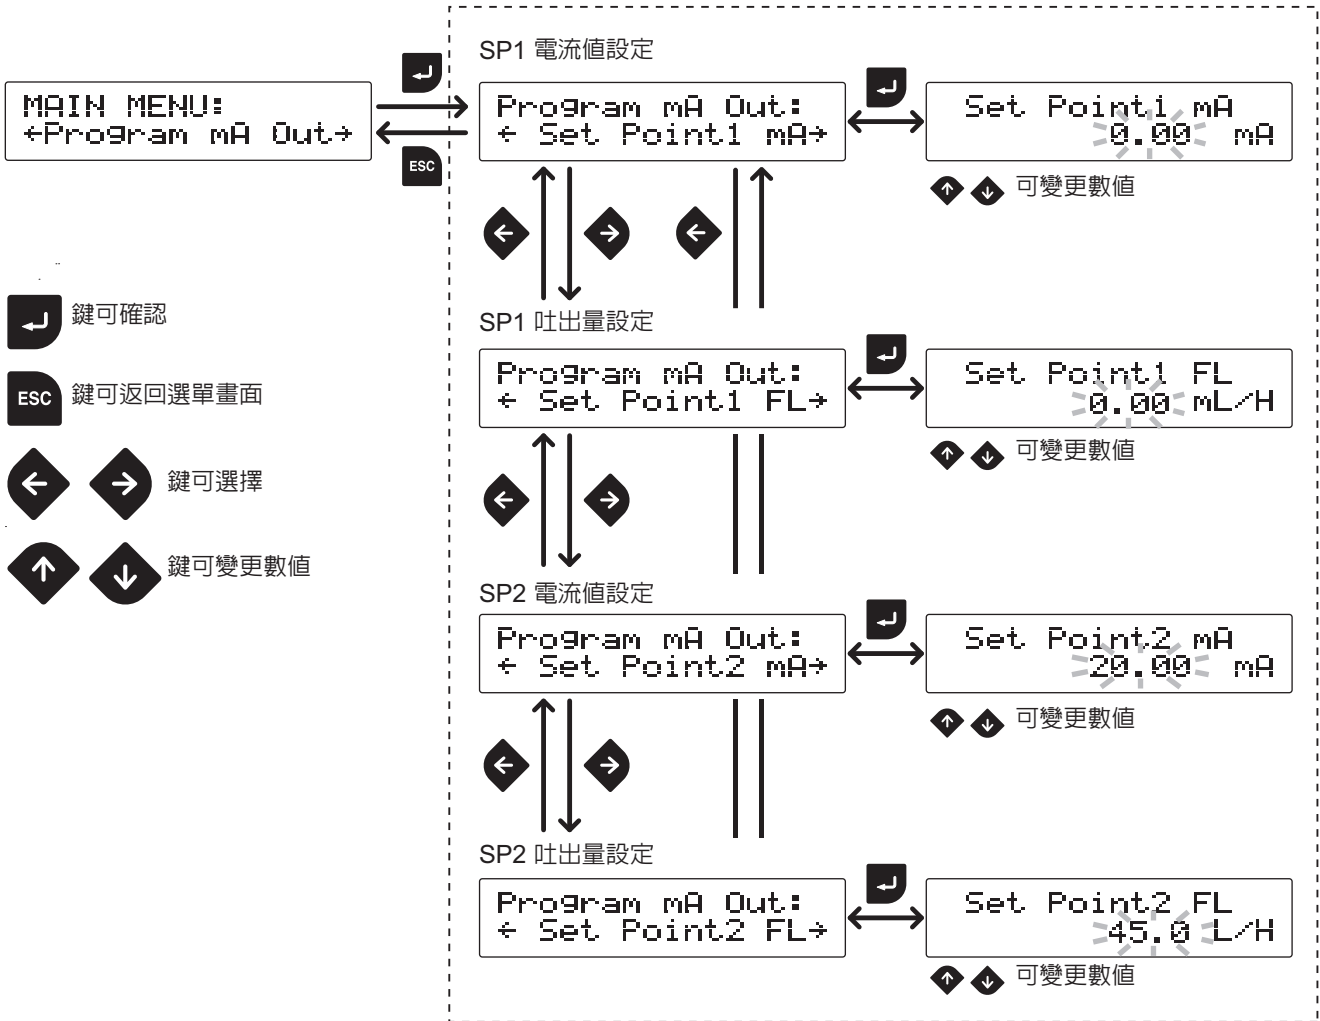 SP1 電流值設定
MAIN MENU:
←Program mA Out→
ESC
Program mA Out:
← Set Point1 mA→
Set Point1 mA
0.00 mA
可變更數值
鍵可確認
ESC 鍵可返回選單畫面
鍵可選擇
鍵可變更數值
SP1 吐出量設定
Program mA Out:
← Set Point1 FL→
Set Point1 FL
0.00 mL/H
可變更數值
SP2 電流值設定
Program mA Out:
← Set Point2 mA→
Set Point2 mA
20.00 mA
可變更數值
SP2 吐出量設定
Program mA Out:
← Set Point2 FL→
Set Point2 FL
45.0 L/H
可變更數值